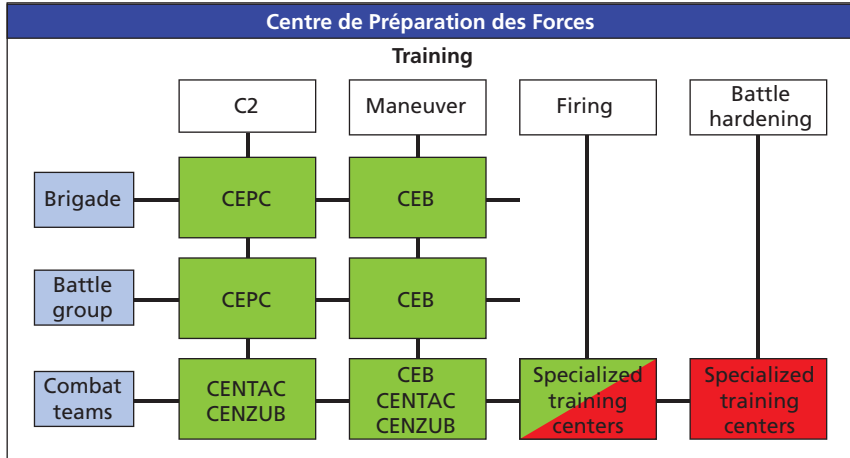 Centre de Préparation des Forces
Training
C2
Maneuver
Firing
Battle
hardening
Brigade
CEPC
CEB
Battle
group
CEPC
CEB
Combat
teams
CENTAC
CENZUB
CEB
CENTAC
CENZUB
Specialized
training
centers
Specialized
training
centers